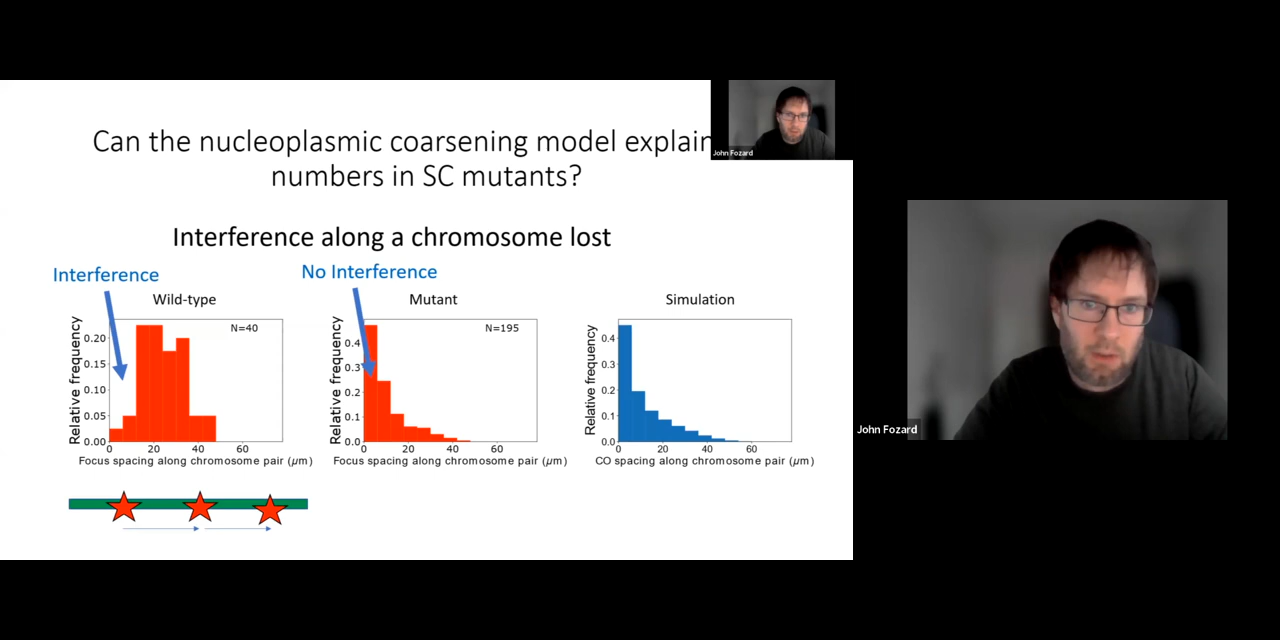 Can the nucleoplasmic coarsening model explain
numbers in SC mutants?
John Fozard
Interference along a chromosome lost
Interference
No Interference
Wild-type
N=40
Relative frequency
0.20
0.15
0.10
0.05
0.00
0
20
40
60
Focus spacing along chromosome pair (µm)
Mutant
N=195
Relative frequency
0.4
0.3
0.2
0.1
0.0
0
20
40
60
Focus spacing along chromosome pair (µm)
Simulation
Relative frequency
0.4
0.3
0.2
0.1
0.0
0
20
40
60
CO spacing along chromosome pair (µm)
John Fozard